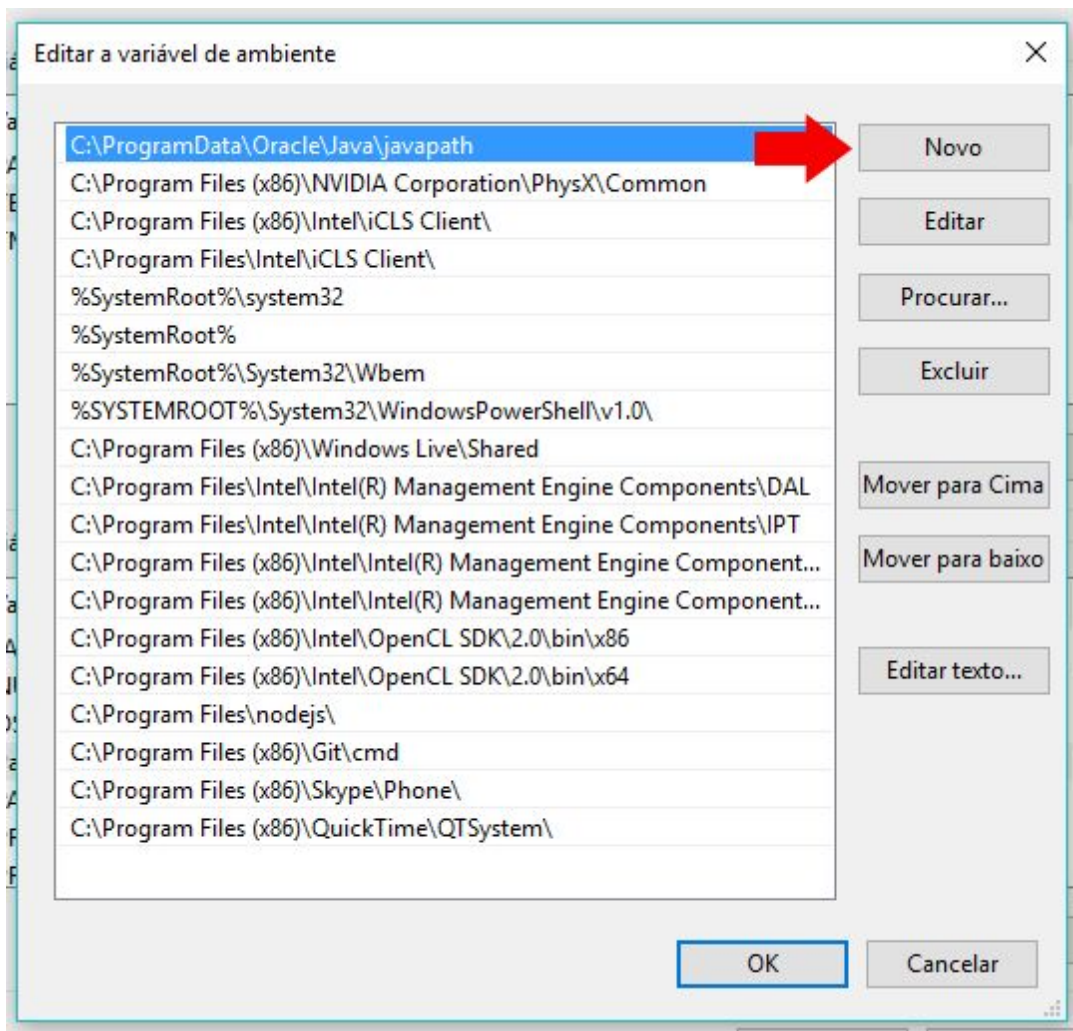 Editar a variável de ambiente
C:\ProgramData\Oracle\Java\javapath
Novo
C:\Program Files (x86)\NVIDIA Corporation\PhysX\Common
C:\Program Files (x86)\Intel\iCLS Client\
Editar
C:\Program Files\Intel\iCLS Client\
%SystemRoot%\system32
Procurar...
%SystemRoot%
%SystemRoot%\System32\Wbem
Excluir
%SYSTEMROOT%\System32\WindowsPowerShell\v1.0\
C:\Program Files (x86)\Windows Live\Shared
C:\Program Files\Intel\Intel(R) Management Engine Components\DAL
Mover para Cima
C:\Program Files\Intel\Intel(R) Management Engine Components\IPT
C:\Program Files (x86)\Intel\Intel(R) Management Engine Component...
Mover para baixo
C:\Program Files (x86)\Intel\Intel(R) Management Engine Component...
C:\Program Files (x86)\Intel\OpenCL SDK\2.0\bin\x86
C:\Program Files (x86)\Intel\OpenCL SDK\2.0\bin\x64
Editar texto...
C:\Program Files\nodejs\
C:\Program Files (x86)\Git\cmd
C:\Program Files (x86)\Skype\Phone\
C:\Program Files (x86)\QuickTime\QTSystem\
OK
Cancelar